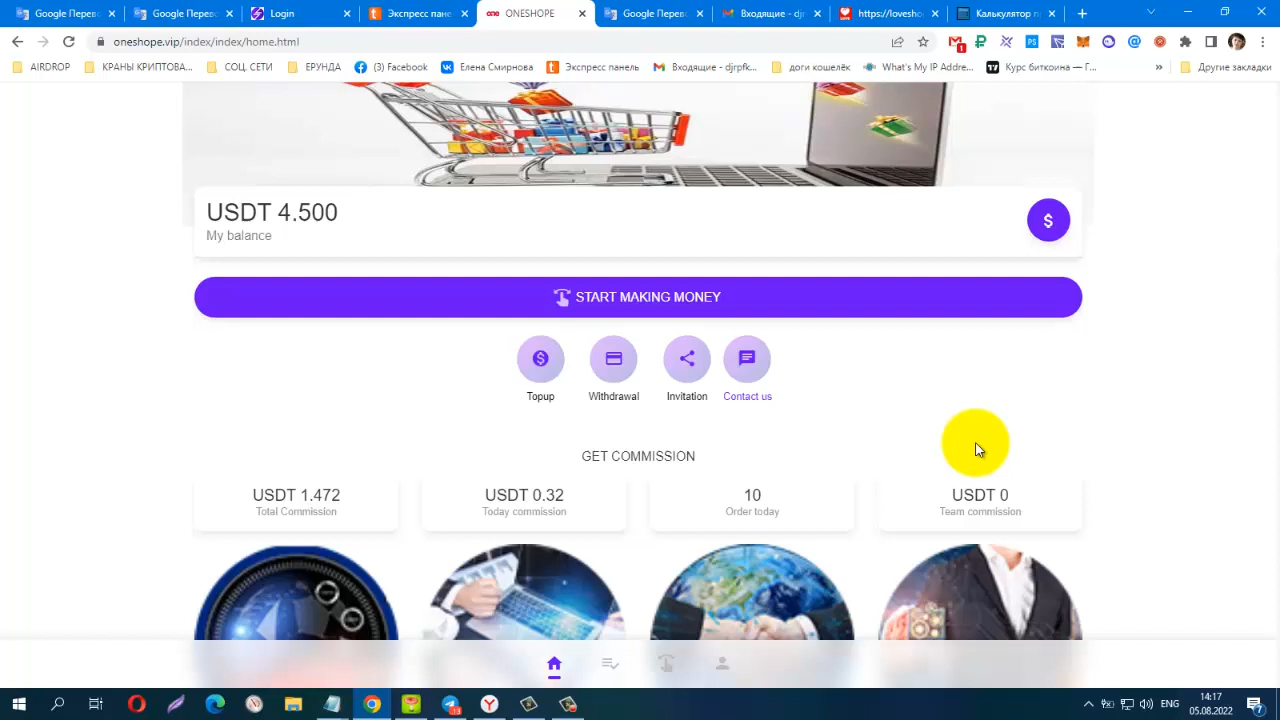 Google Перев
Google Перев
Login
Экспресс пане
ONESHOPE
Google Перев
Входящие - djr
https://lovesh
Калькулятор п
oneshope.vip/index/index/home.html
AIRDROP
КРАНЫ КРИПТОВА...
СОЦ. СЕТИ
ЕРУНДА
(3) Facebook
Елена Смирнова
Экспресс панель
Входящие - djrpfk...
доги кошелёк
What's My IP Addre...
Курс биткоина — Г...
Другие закладки
USDT 4.500
My balance
START MAKING MONEY
Topup
Withdrawal
Invitation
Contact us
GET COMMISSION
USDT 1.472
Total Commission
USDT 0.32
Today commission
10
Order today
USDT 0
Team commission
ENG
14:17
05.08.2022